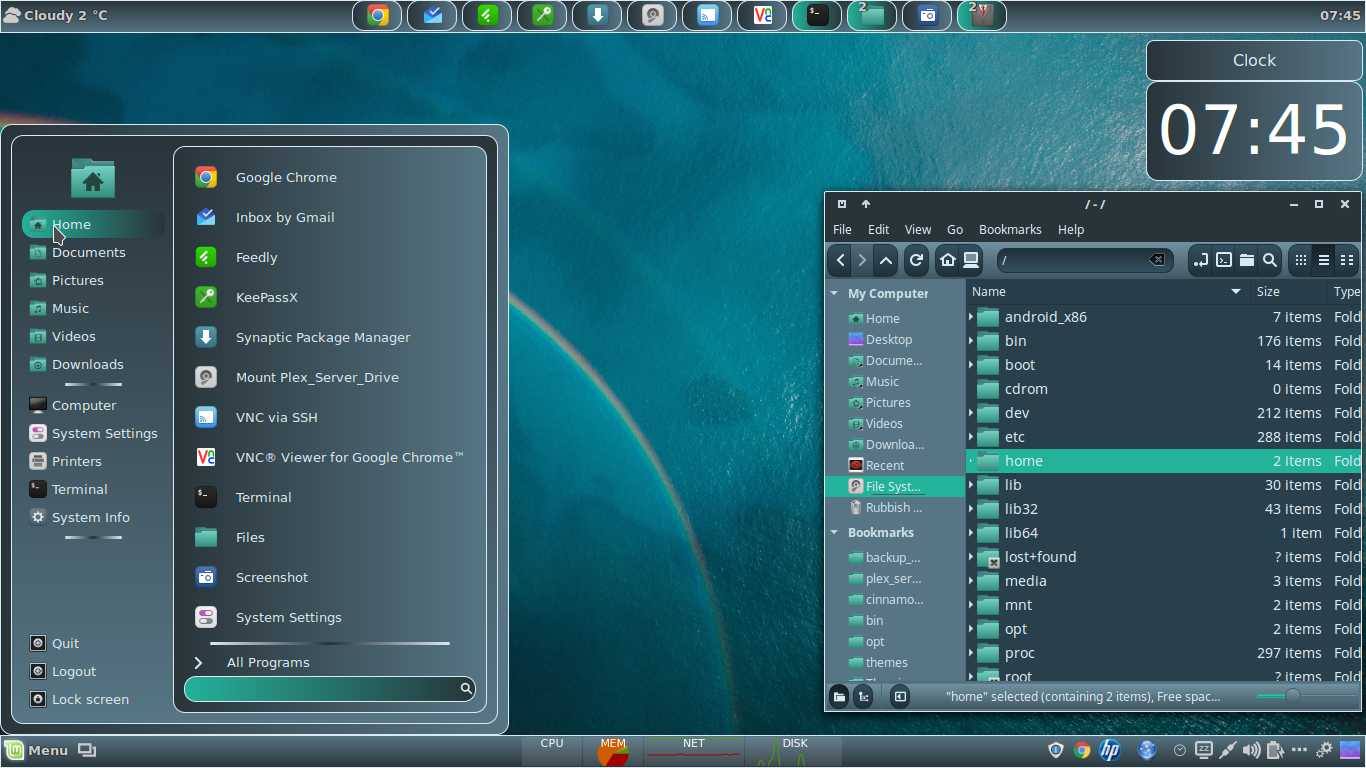 Cloudy 2 °C
2
2
07:45
Clock
07:45
Home
Documents
Pictures
Music
Videos
Downloads
Computer
System Settings
Printers
Terminal
System Info
Quit
Logout
Lock screen
Google Chrome
Inbox by Gmail
Feedly
KeePassX
Synaptic Package Manager
Mount Plex_Server_Drive
VNC via SSH
VNC® Viewer for Google Chrome™
Terminal
Files
Screenshot
System Settings
All Programs
/ - /
File Edit View Go Bookmarks Help
/
My Computer
Home
Desktop
Docume...
Music
Pictures
Videos
Downloa...
Recent
File Syst...
Rubbish ...
Bookmarks
backup_...
plex_ser...
cinnamo...
bin
opt
themes
Name Size Type
android_x86 7 items Fold
bin 176 items Fold
boot 14 items Fold
cdrom 0 items Fold
dev 212 items Fold
etc 288 items Fold
home 2 items Fold
lib 30 items Fold
lib32 43 items Fold
lib64 1 item Fold
lost+found ? items Fold
media 3 items Fold
mnt 2 items Fold
opt 2 items Fold
proc 297 items Fold
root ? items Fold
"home" selected (containing 2 items), Free spac...
Menu
CPU MEM NET DISK
hp
zz